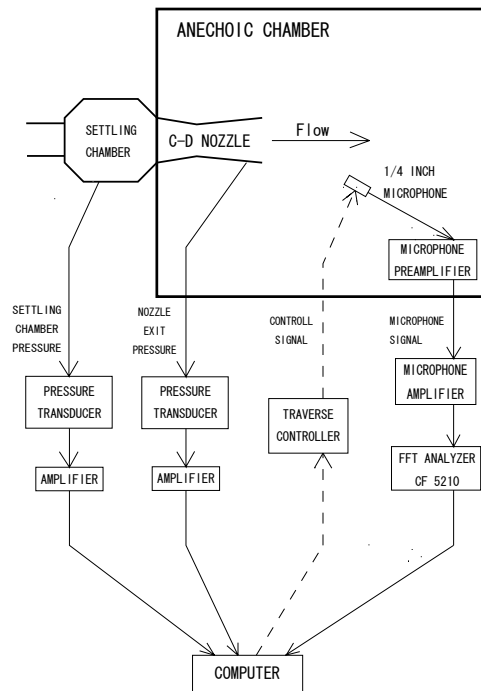 ANECHOIC CHAMBER
SETTLING
CHAMBER
C-D NOZZLE
Flow
1/4 INCH
MICROPHONE
MICROPHONE
PREAMPLIFIER
SETTLING
CHAMBER
PRESSURE
NOZZLE
EXIT
PRESSURE
CONTROLL
SIGNAL
MICROPHONE
SIGNAL
PRESSURE
TRANSDUCER
PRESSURE
TRANSDUCER
TRAVERSE
CONTROLLER
MICROPHONE
AMPLIFIER
AMPLIFIER
AMPLIFIER
FFT ANALYZER
CF 5210
COMPUTER